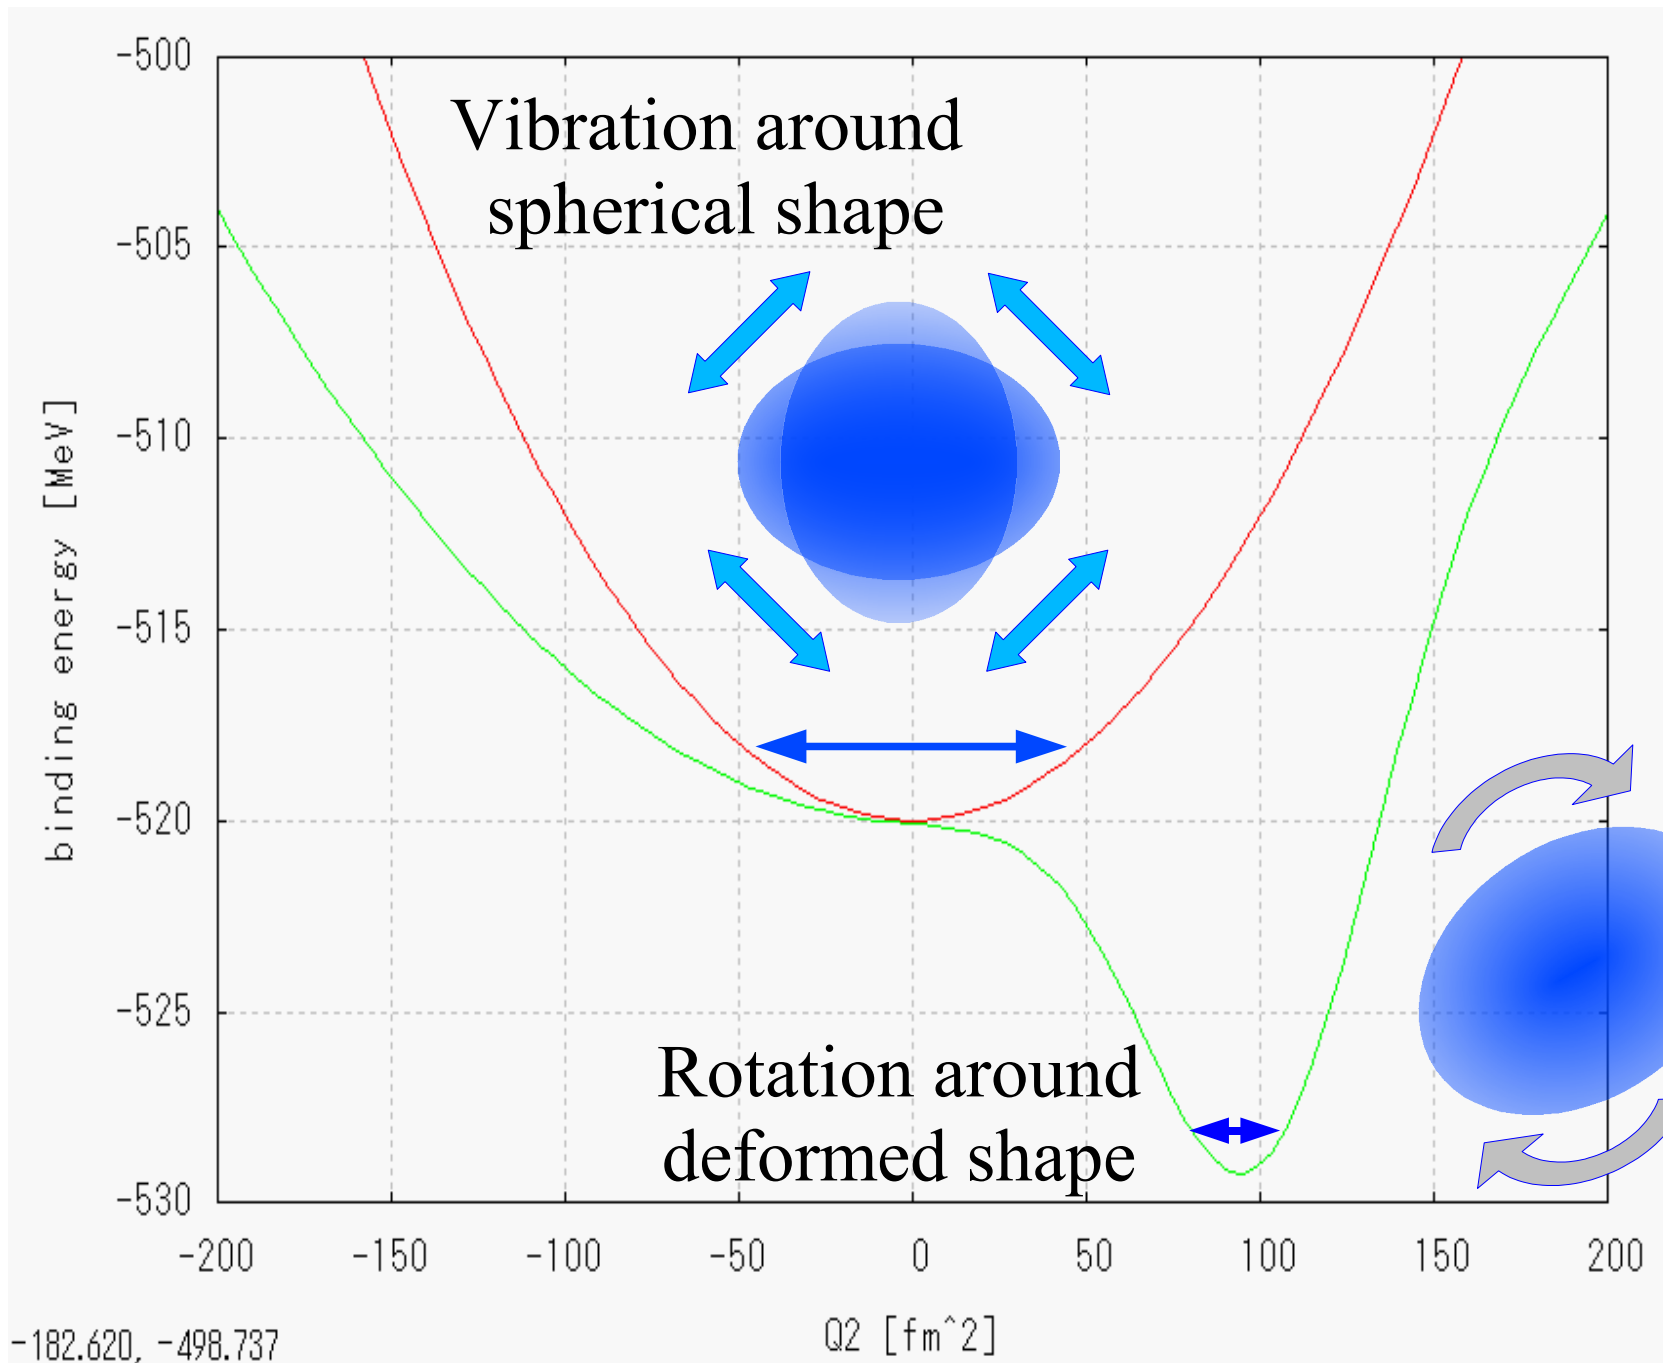 -500
Vibration around
spherical shape
-505
-510
binding energy [MeV]
-515
-520
-525
Rotation around
deformed shape
-530
-200 -150 -100 -50 0 50 100 150 200
Q2 [fm^2]
-182.620, -498.737